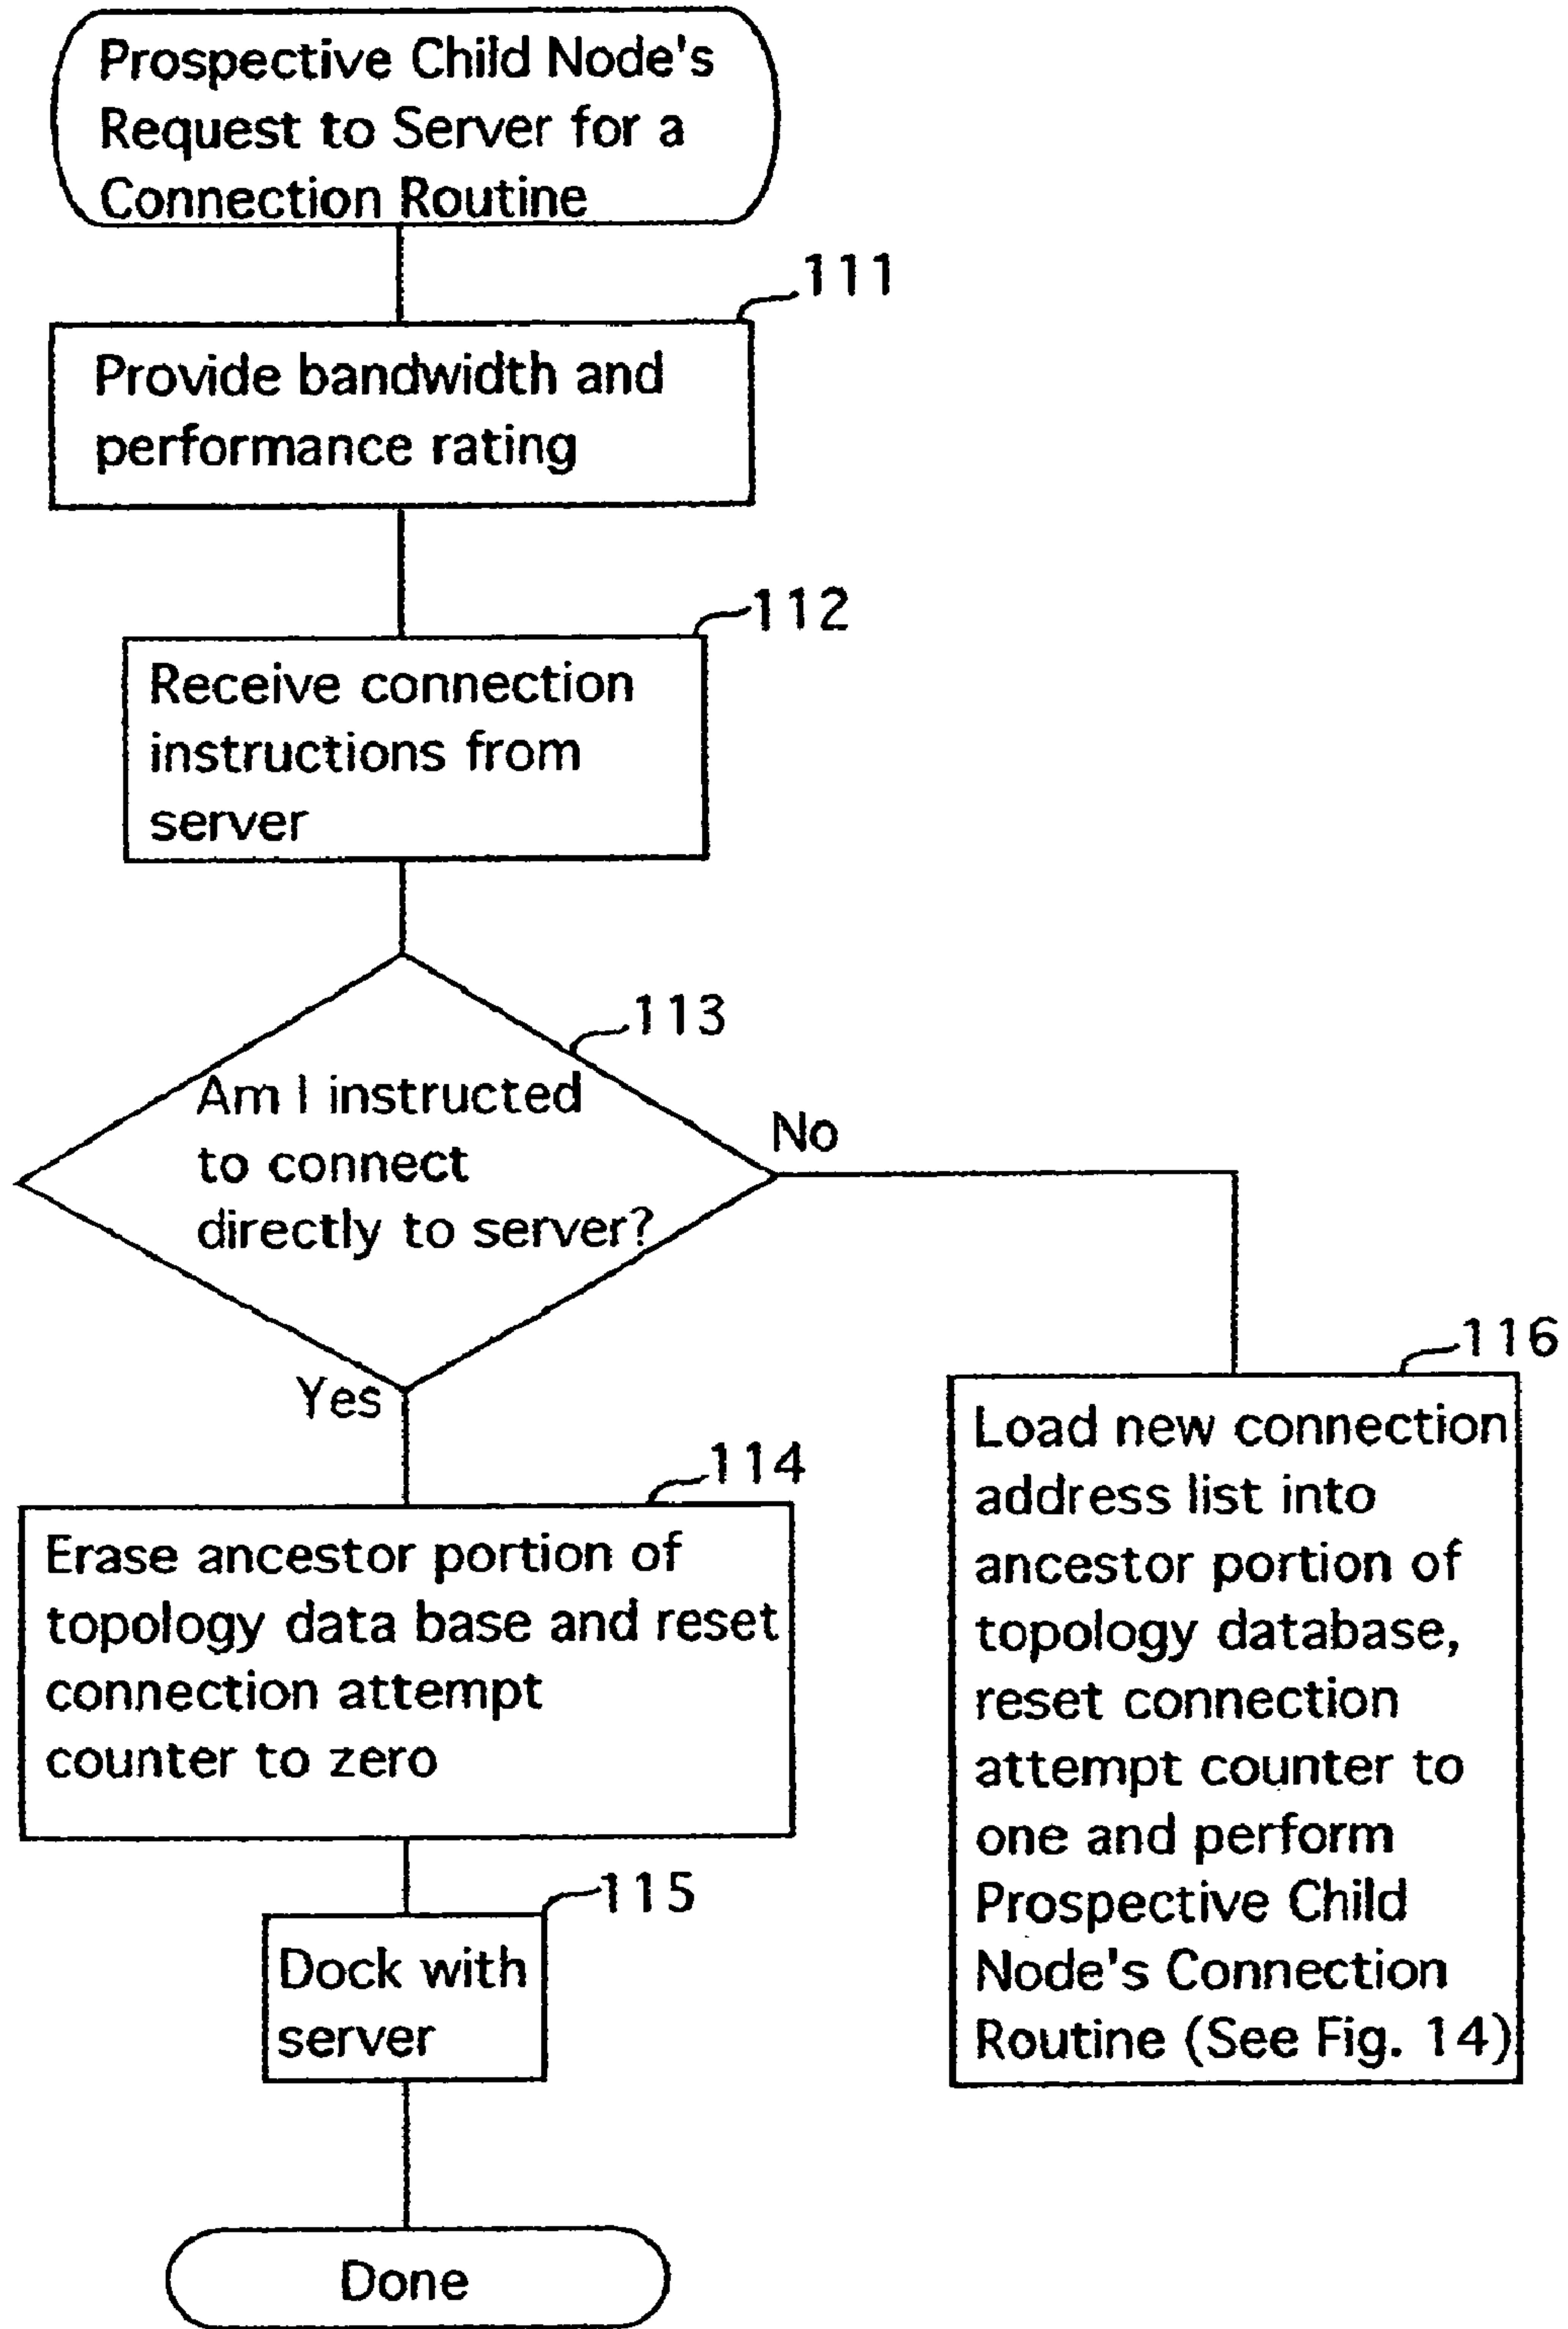 Prospective Child Node's
Request to Server for a
Connection Routine
111
Provide bandwidth and
performance rating
112
Receive connection
instructions from
server
113
Am I instructed
to connect
directly to server?
No
Yes
114
Erase ancestor portion of
topology data base and reset
connection attempt
counter to zero
115
Dock with
server
Done
116
Load new connection
address list into
ancestor portion of
topology database,
reset connection
attempt counter to
one and perform
Prospective Child
Node's Connection
Routine (See Fig. 14)